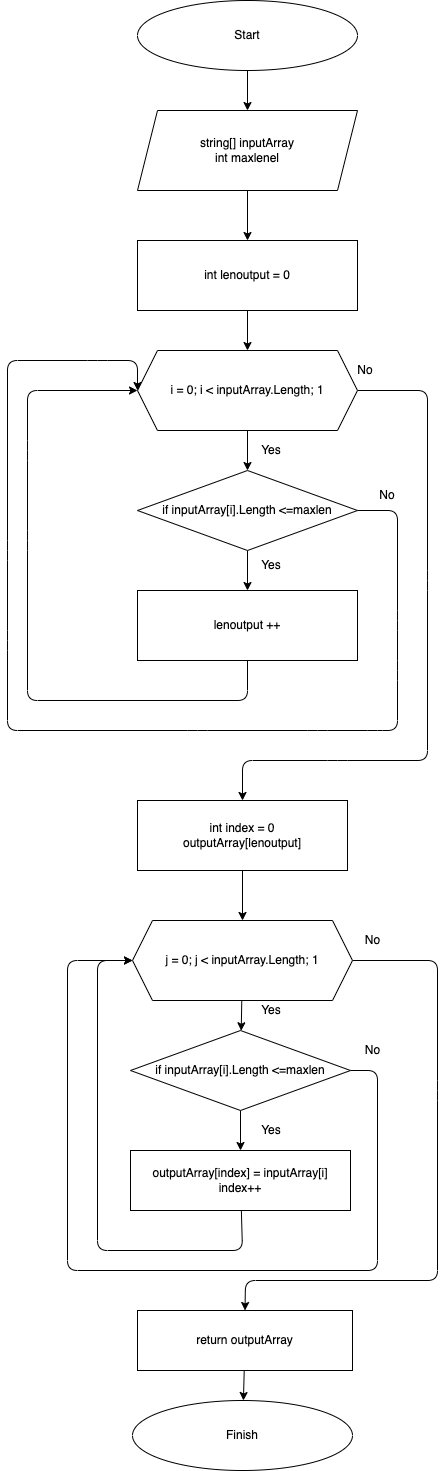 Start
string[] inputArray
int maxlenel
int lenoutput = 0
i = 0; i < inputArray.Length; 1
No
Yes
if inputArray[i].Length <=maxlen
No
Yes
lenoutput ++
int index = 0
outputArray[lenoutput]
j = 0; j < inputArray.Length; 1
No
Yes
if inputArray[i].Length <=maxlen
No
Yes
outputArray[index] = inputArray[i]
index++
return outputArray
Finish